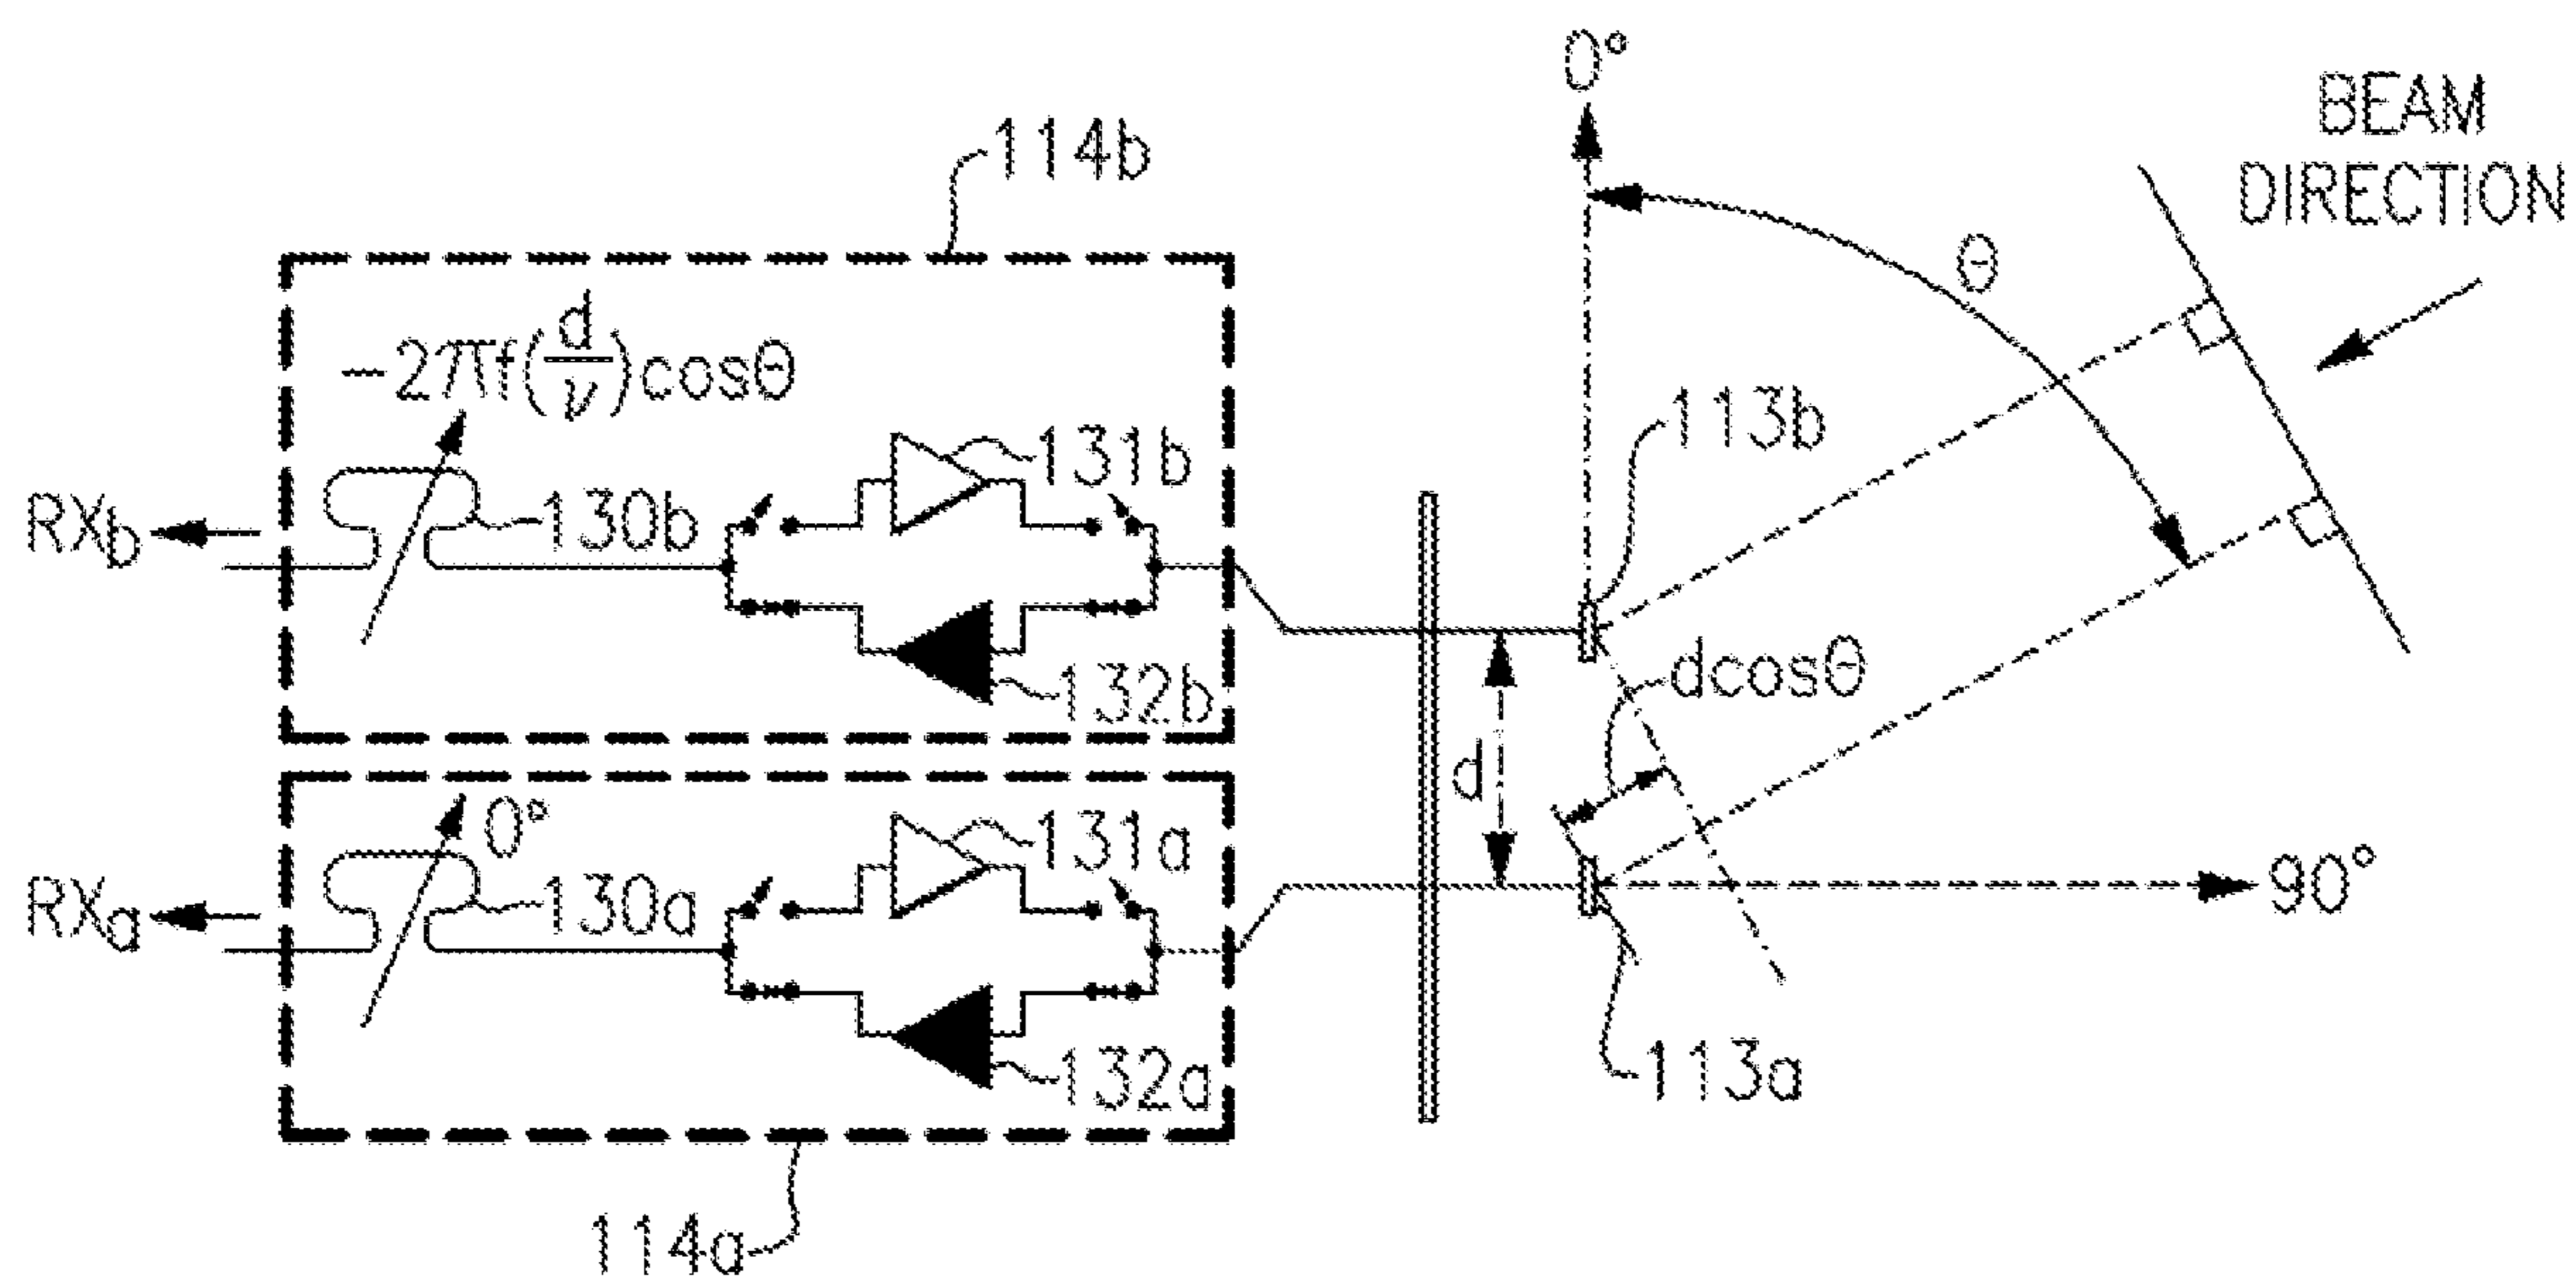 0°
BEAM
DIRECTION
114b
θ
-2πf(d/ν)cosθ
113b
131b
RXb
130b
dcosθ
132b
d
0°
131a
RXa
130a
90°
132a
113a
114a